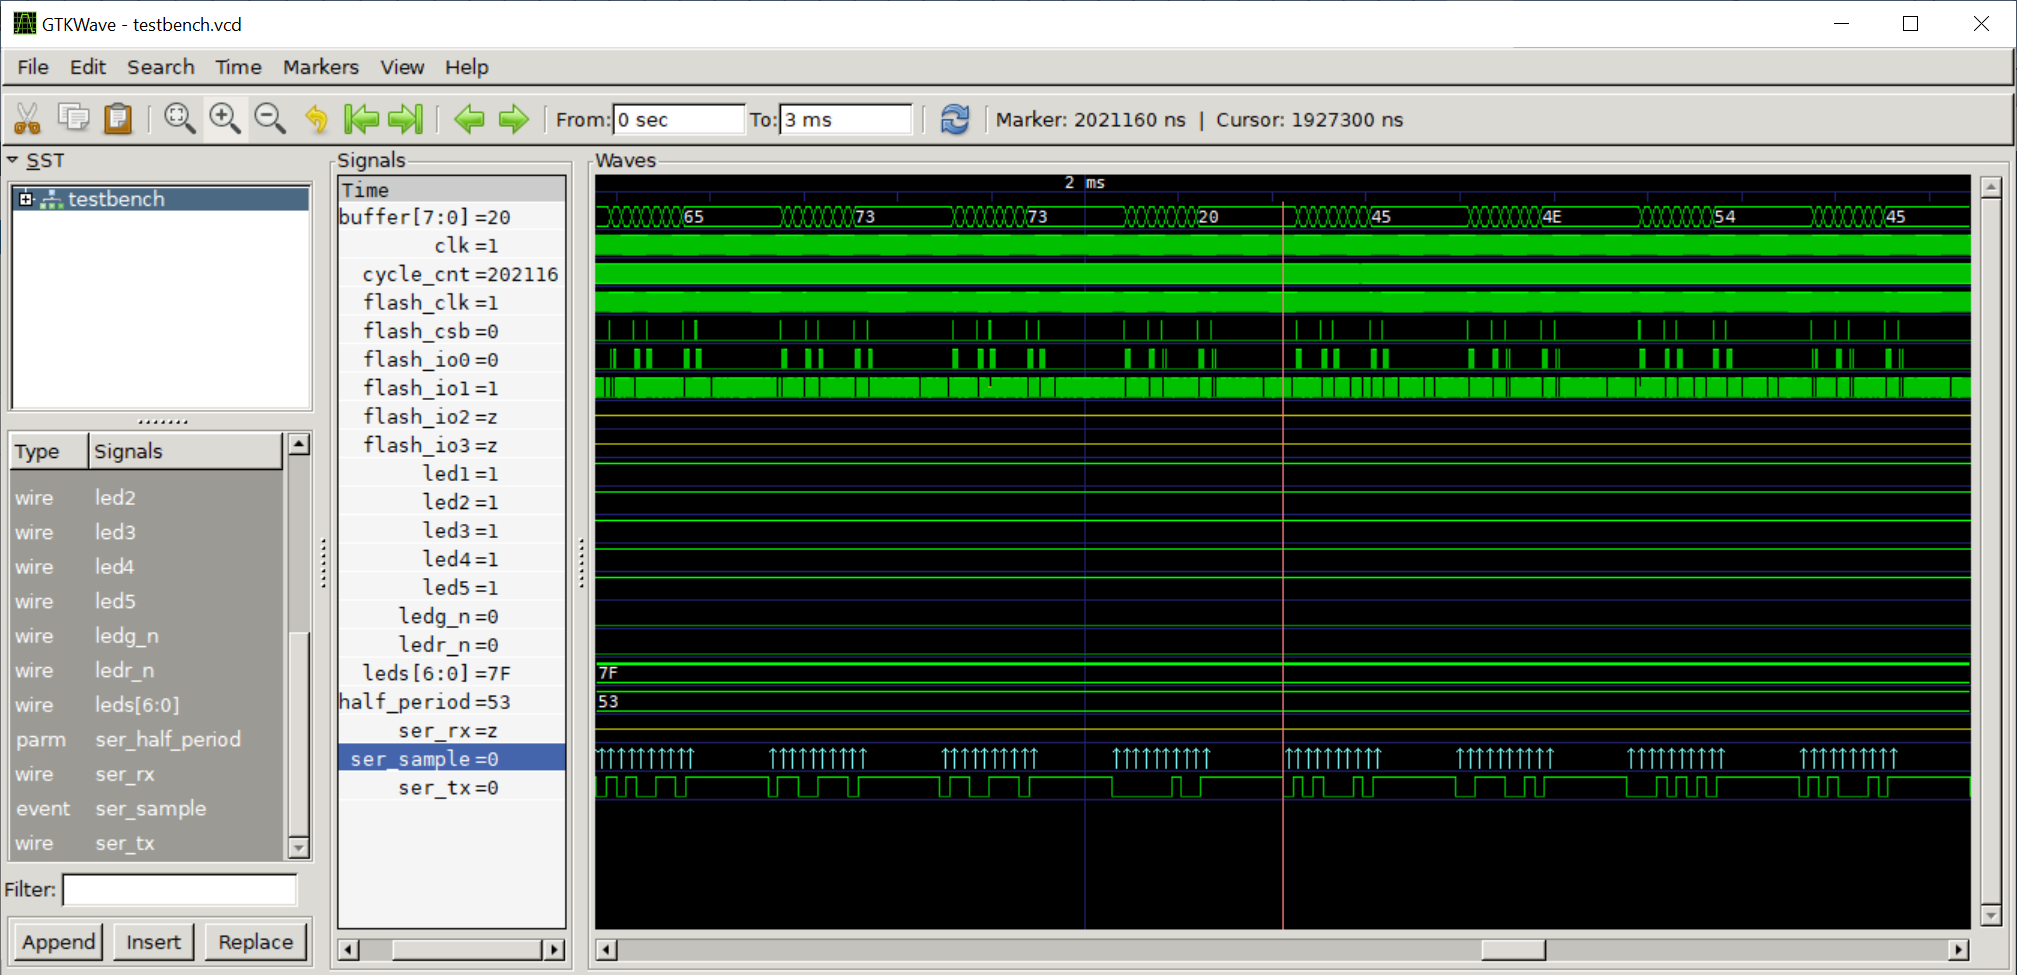 GTKWave - testbench.vcd
File Edit Search Time Markers View Help
From: 0 sec To: 3 ms Marker: 2021160 ns | Cursor: 1927300 ns
SST
testbench
Type Signals
wire led2
wire led3
wire led4
wire led5
wire ledg_n
wire ledr_n
wire leds[6:0]
parm ser_half_period
wire ser_rx
event ser_sample
wire ser_tx
Filter:
Append Insert Replace
Signals
Time
buffer[7:0] =20
clk =1
cycle_cnt =202116
flash_clk =1
flash_csb =0
flash_io0 =0
flash_io1 =1
flash_io2 =z
flash_io3 =z
led1 =1
led2 =1
led3 =1
led4 =1
led5 =1
ledg_n =0
ledr_n =0
leds[6:0] =7F
half_period =53
ser_rx =z
ser_sample =0
ser_tx =0
Waves
2 ms
65 73 73 20 45 4E 54 45
7F
53